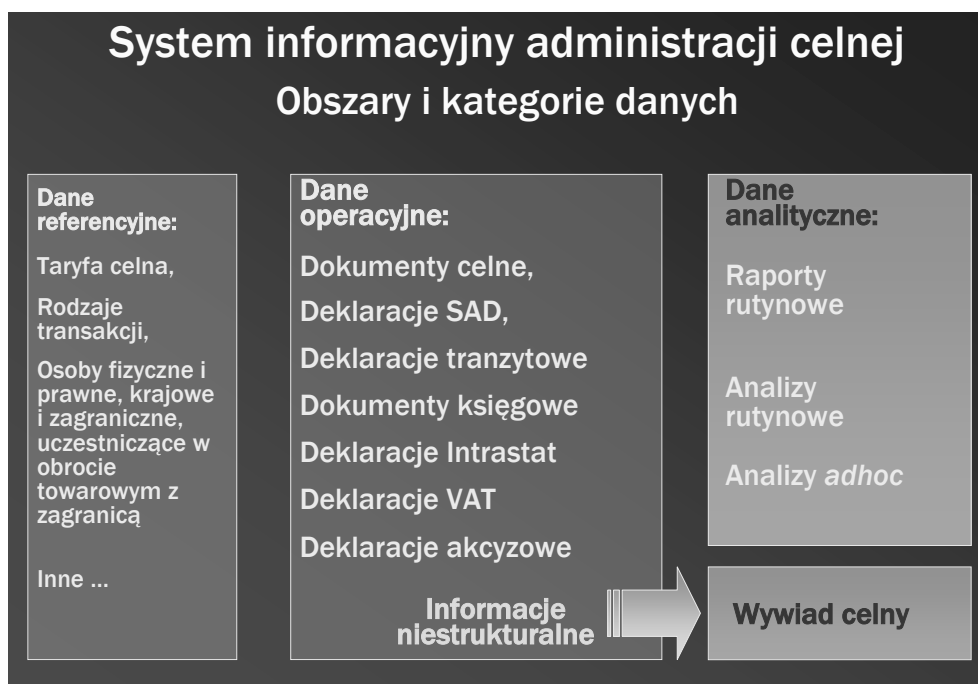 System informacyjny administracji celnej
Obszary i kategorie danych
Dane
referencyjne:
Taryfa celna,
Rodzaje
transakcji,
Osoby fizyczne i
prawne, krajowe
i zagraniczne,
uczestniczące w
obrocie
towarowym z
zagranicą
Inne ...
Dane
operacyjne:
Dokumenty celne,
Deklaracje SAD,
Deklaracje tranzytowe
Dokumenty księgowe
Deklaracje Intrastat
Deklaracje VAT
Deklaracje akcyzowe
Informacje
niestrukturalne
Dane
analityczne:
Raporty
rutynowe
Analizy
rutynowe
Analizy adhoc
Wywiad celny